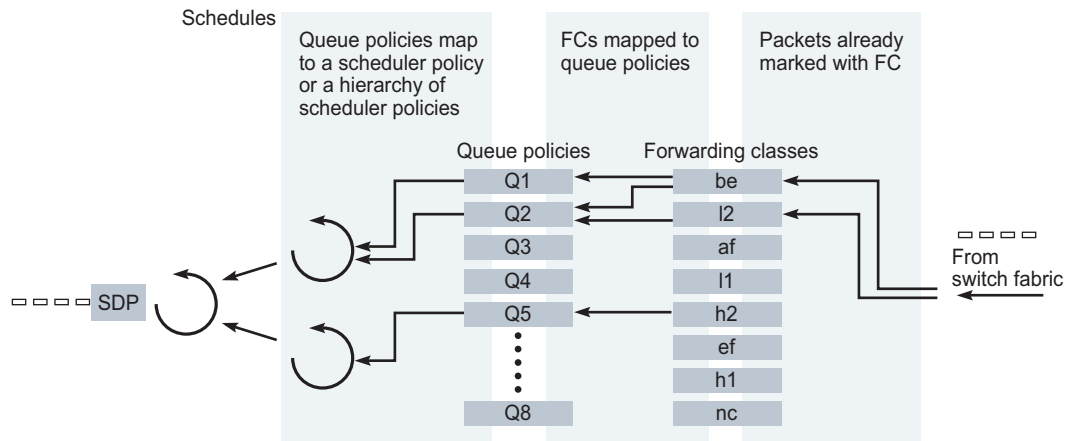 Schedules
Queue policies map
to a scheduler policy
or a hierarchy of
scheduler policies
FCs mapped to
queue policies
Packets already
marked with FC
Queue policies
Forwarding classes
Q1
be
Q2
l2
Q3
af
Q4
l1
Q5
h2
ef
h1
Q8
nc
From
switch fabric
SDP